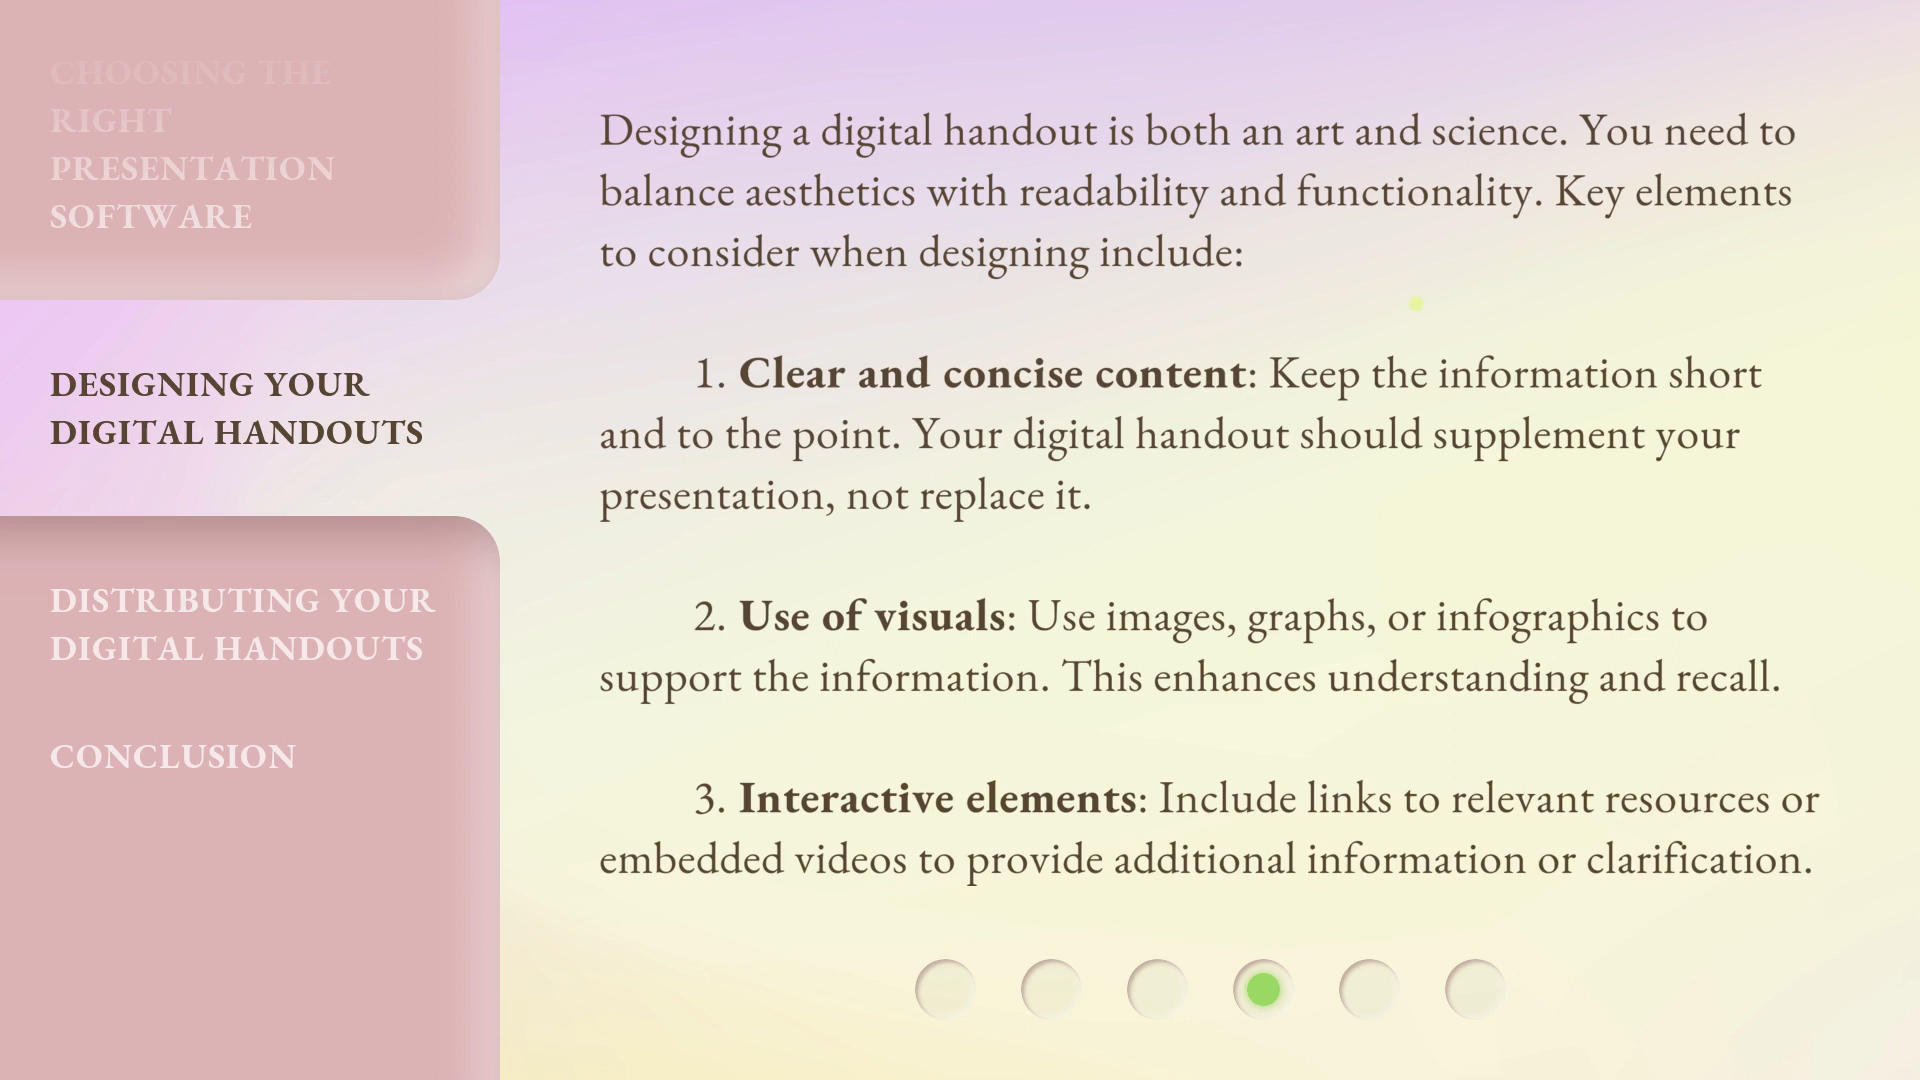 CHOOSING THE
RIGHT
PRESENTATION
SOFTWARE
DESIGNING YOUR
DIGITAL HANDOUTS
DISTRIBUTING YOUR
DIGITAL HANDOUTS
CONCLUSION
Designing a digital handout is both an art and science. You need to
balance aesthetics with readability and functionality. Key elements
to consider when designing include:
1. Clear and concise content: Keep the information short
and to the point. Your digital handout should supplement your
presentation, not replace it.
2. Use of visuals: Use images, graphs, or infographics to
support the information. This enhances understanding and recall.
3. Interactive elements: Include links to relevant resources or
embedded videos to provide additional information or clarification.